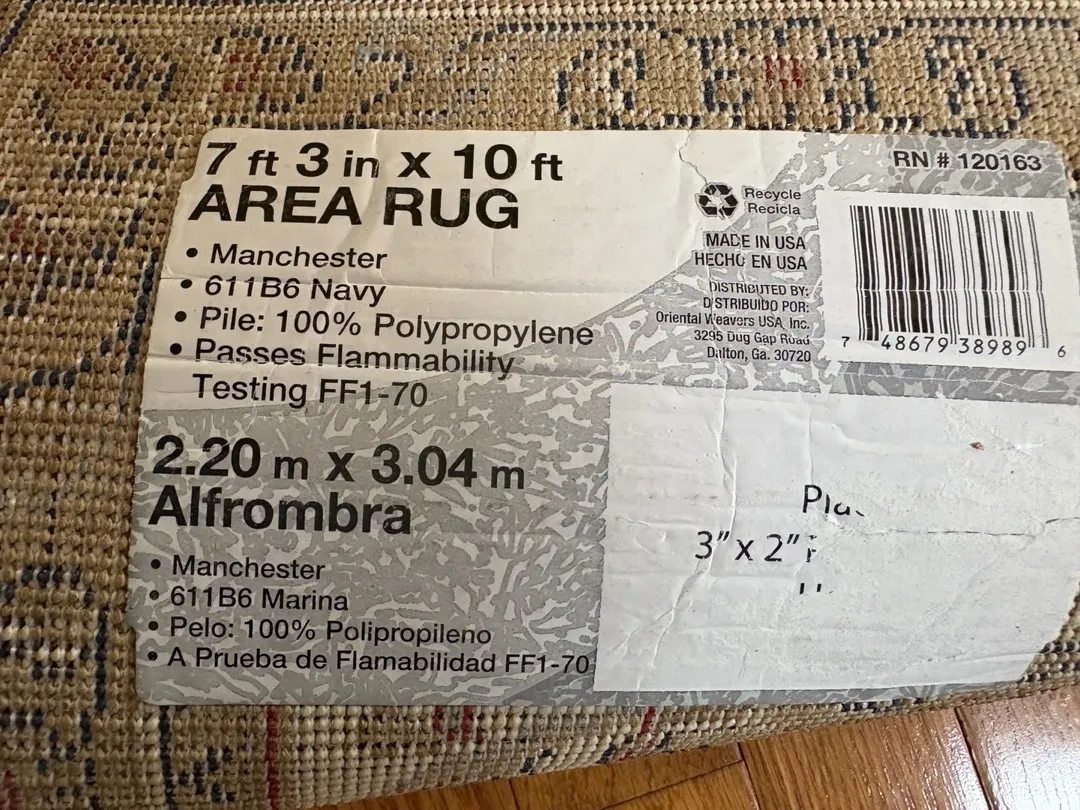 7 ft 3 in x 10 ft
AREA RUG
• Manchester
• 611B6 Navy
• Pile: 100% Polypropylene
• Passes Flammability
Testing FF1-70
2.20 m x 3.04 m
Alfrombra
• Manchester
• 611B6 Marina
• Pelo: 100% Polipropileno
• A Prueba de Flamabilidad FF1-70
Recycle
Recicla
MADE IN USA
HECHO EN USA
DISTRIBUTED BY:
DISTRIBUIDO POR:
Oriental Weavers USA, Inc.
3295 Dug Gap Road
Dalton, Ga. 30720
RN # 120163
7 48679 38989 6
3" x 2"